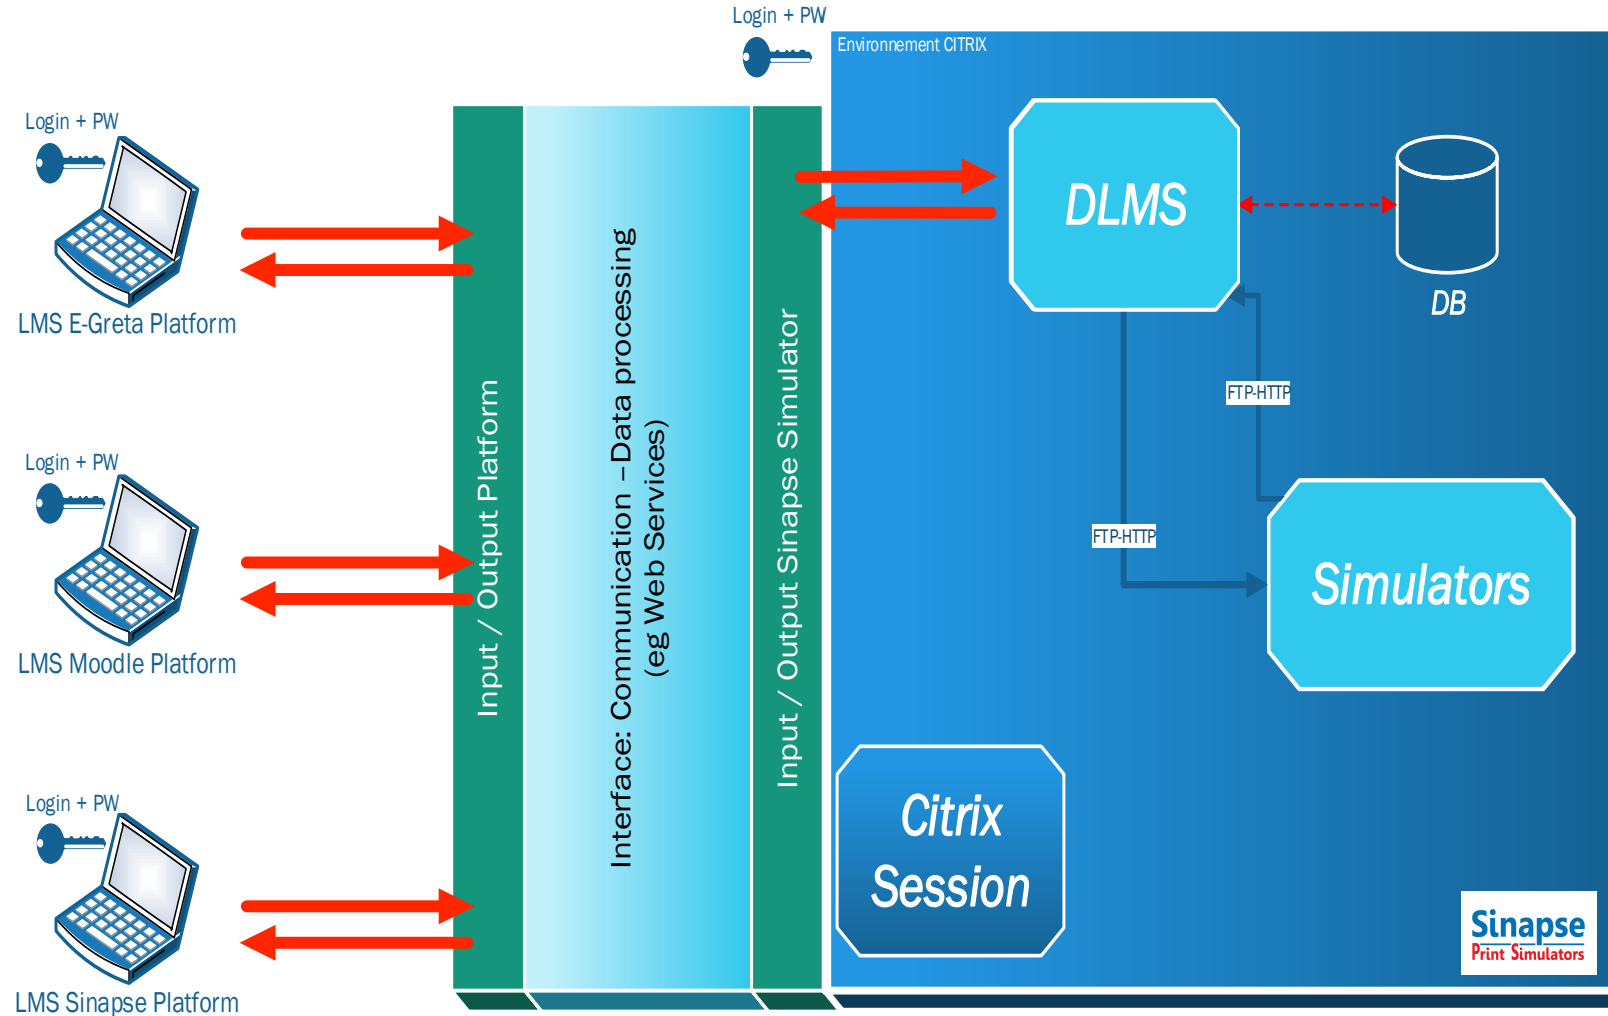 Login + PW
Environnement CITRIX
Login + PW
LMS E-Greta Platform
Login + PW
LMS Moodle Platform
Login + PW
LMS Sinapse Platform
Input / Output Platform
Interface: Communication – Data processing
(eg Web Services)
Input / Output Sinapse Simulator
DLMS
DB
FTP-HTTP
FTP-HTTP
Simulators
Citrix
Session
Sinapse
Print Simulators